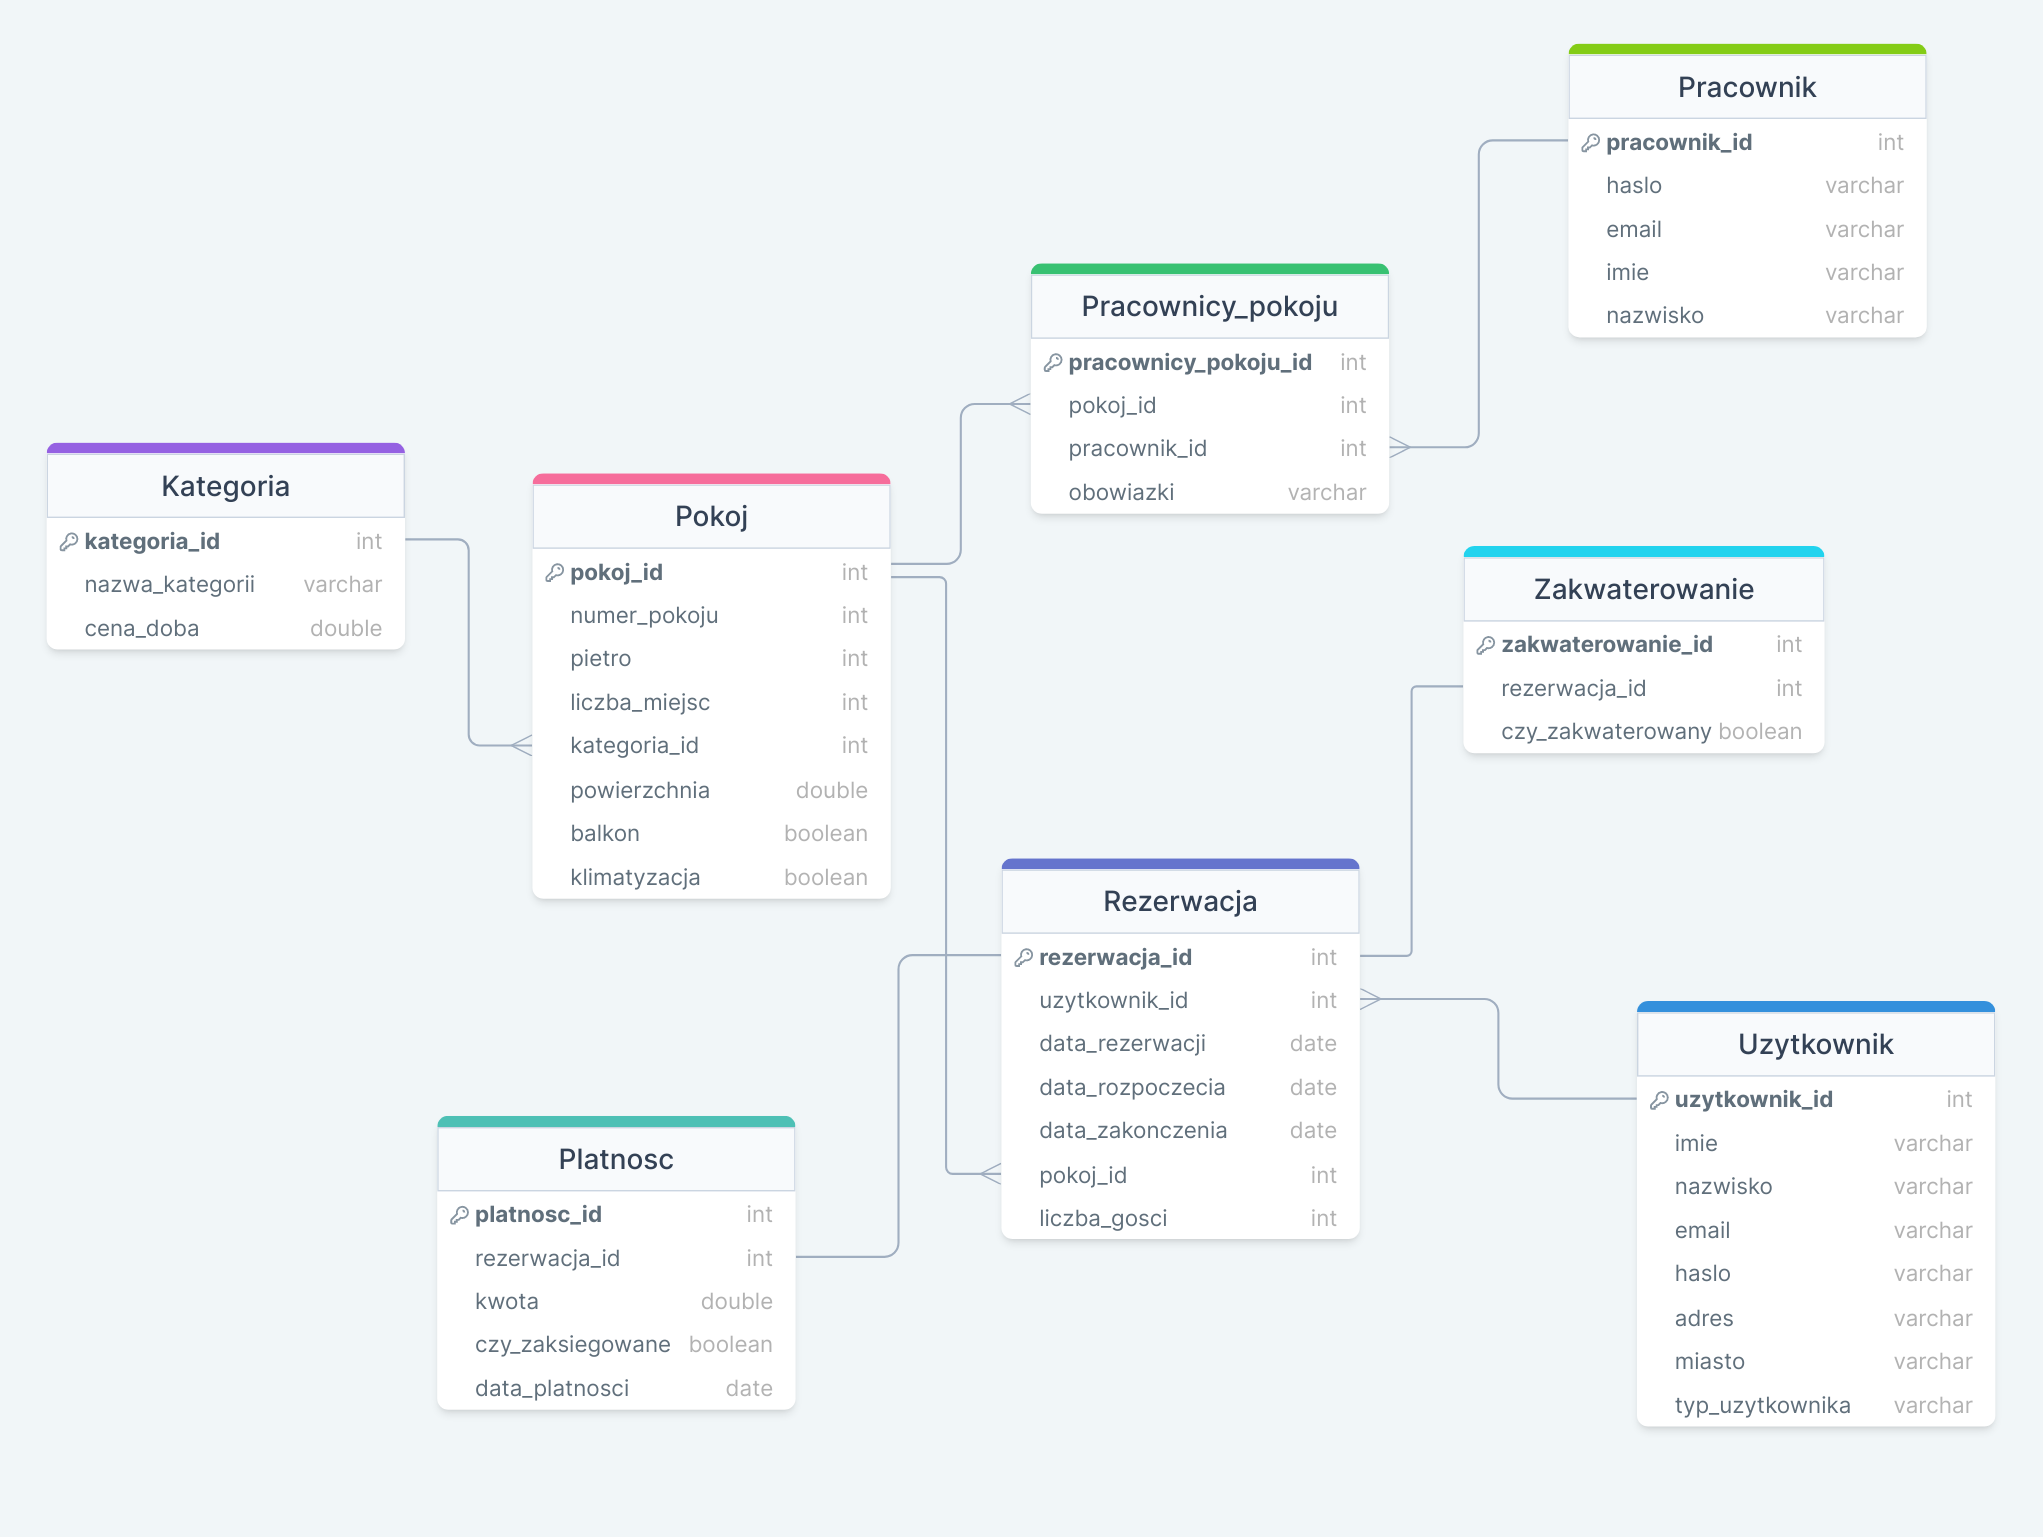 Pracownik
pracownik_id int
haslo varchar
email varchar
imie varchar
nazwisko varchar
Pracownicy_pokoju
pracownicy_pokoju_id int
pokoj_id int
pracownik_id int
obowiazki varchar
Kategoria
kategoria_id int
nazwa_kategorii varchar
cena_doba double
Pokoj
pokoj_id int
numer_pokoju int
pietro int
liczba_miejsc int
kategoria_id int
powierzchnia double
balkon boolean
klimatyzacja boolean
Zakwaterowanie
zakwaterowanie_id int
rezerwacja_id int
czy_zakwaterowany boolean
Rezerwacja
rezerwacja_id int
uzytkownik_id int
data_rezerwacji date
data_rozpoczecia date
data_zakonczenia date
pokoj_id int
liczba_gosci int
Uzytkownik
uzytkownik_id int
imie varchar
nazwisko varchar
email varchar
haslo varchar
adres varchar
miasto varchar
typ_uzytkownika varchar
Platnosc
platnosc_id int
rezerwacja_id int
kwota double
czy_zaksiegowane boolean
data_platnosci date